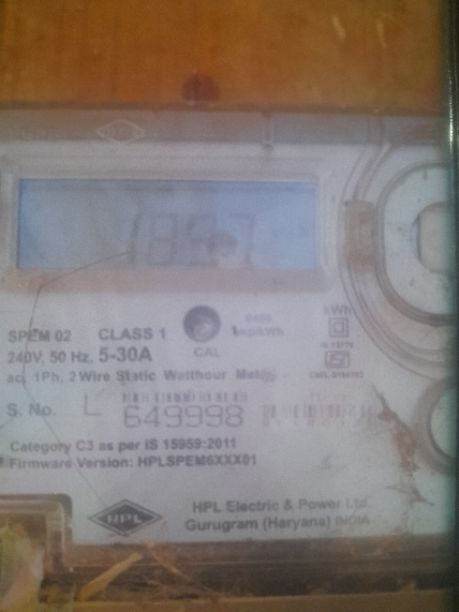 kWh
SPEM 02 CLASS 1
imp/kWh
240V, 50 Hz, 5-30A
CAL
ac, 1Ph, 2 Wire Static Watthour Meter
S. No. L 649998
Category C3 as per IS 15959:2011
Firmware Version: HPLSPEM6XXX01
HPL
HPL Electric & Power Ltd.
Gurugram (Haryana) INDIA